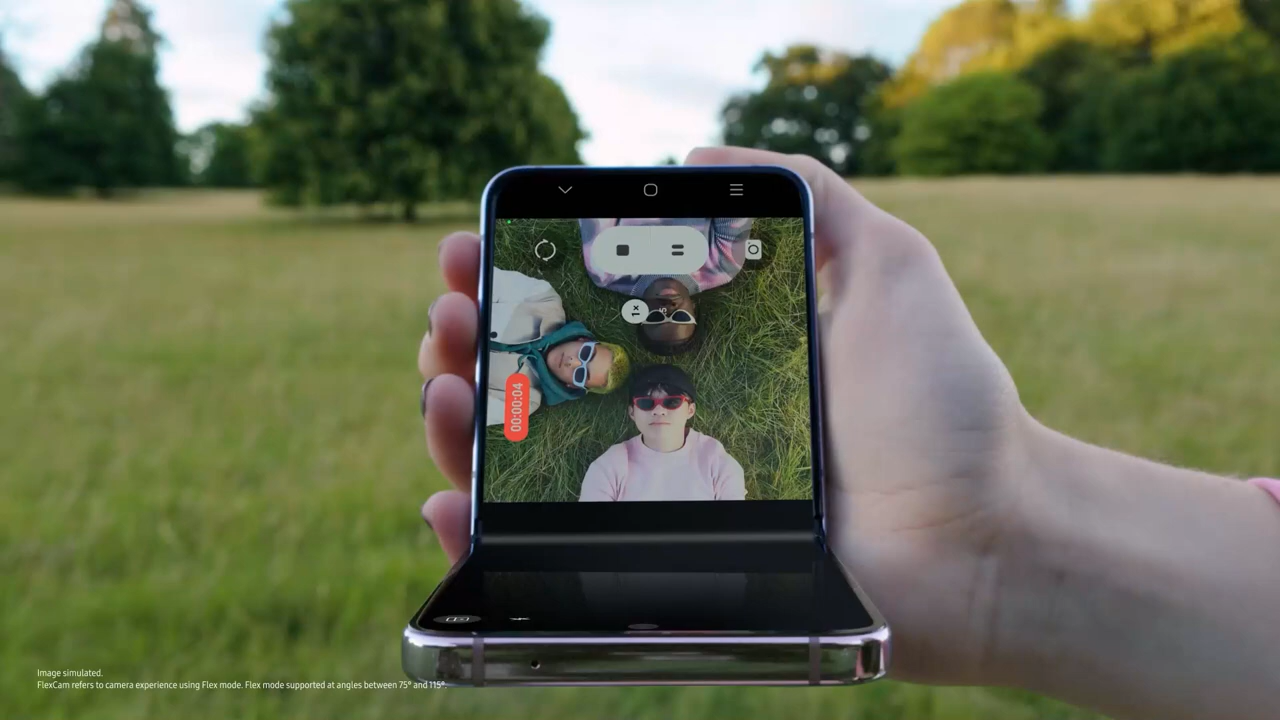 1x
00:00:04
Image simulated.
FlexCam refers to camera experience using Flex mode. Flex mode supported at angles between 75° and 115°.